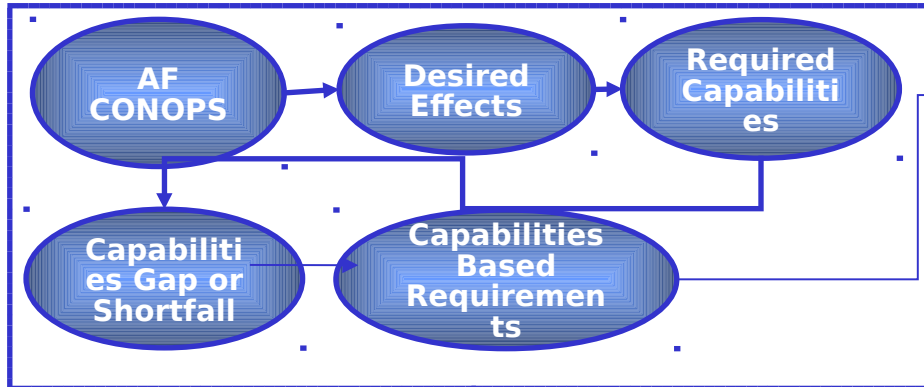 AF
CONOPS
Desired
Effects
Required
Capabiliti
es
Capabiliti
es Gap or
Shortfall
Capabilities
Based
Requiremen
ts